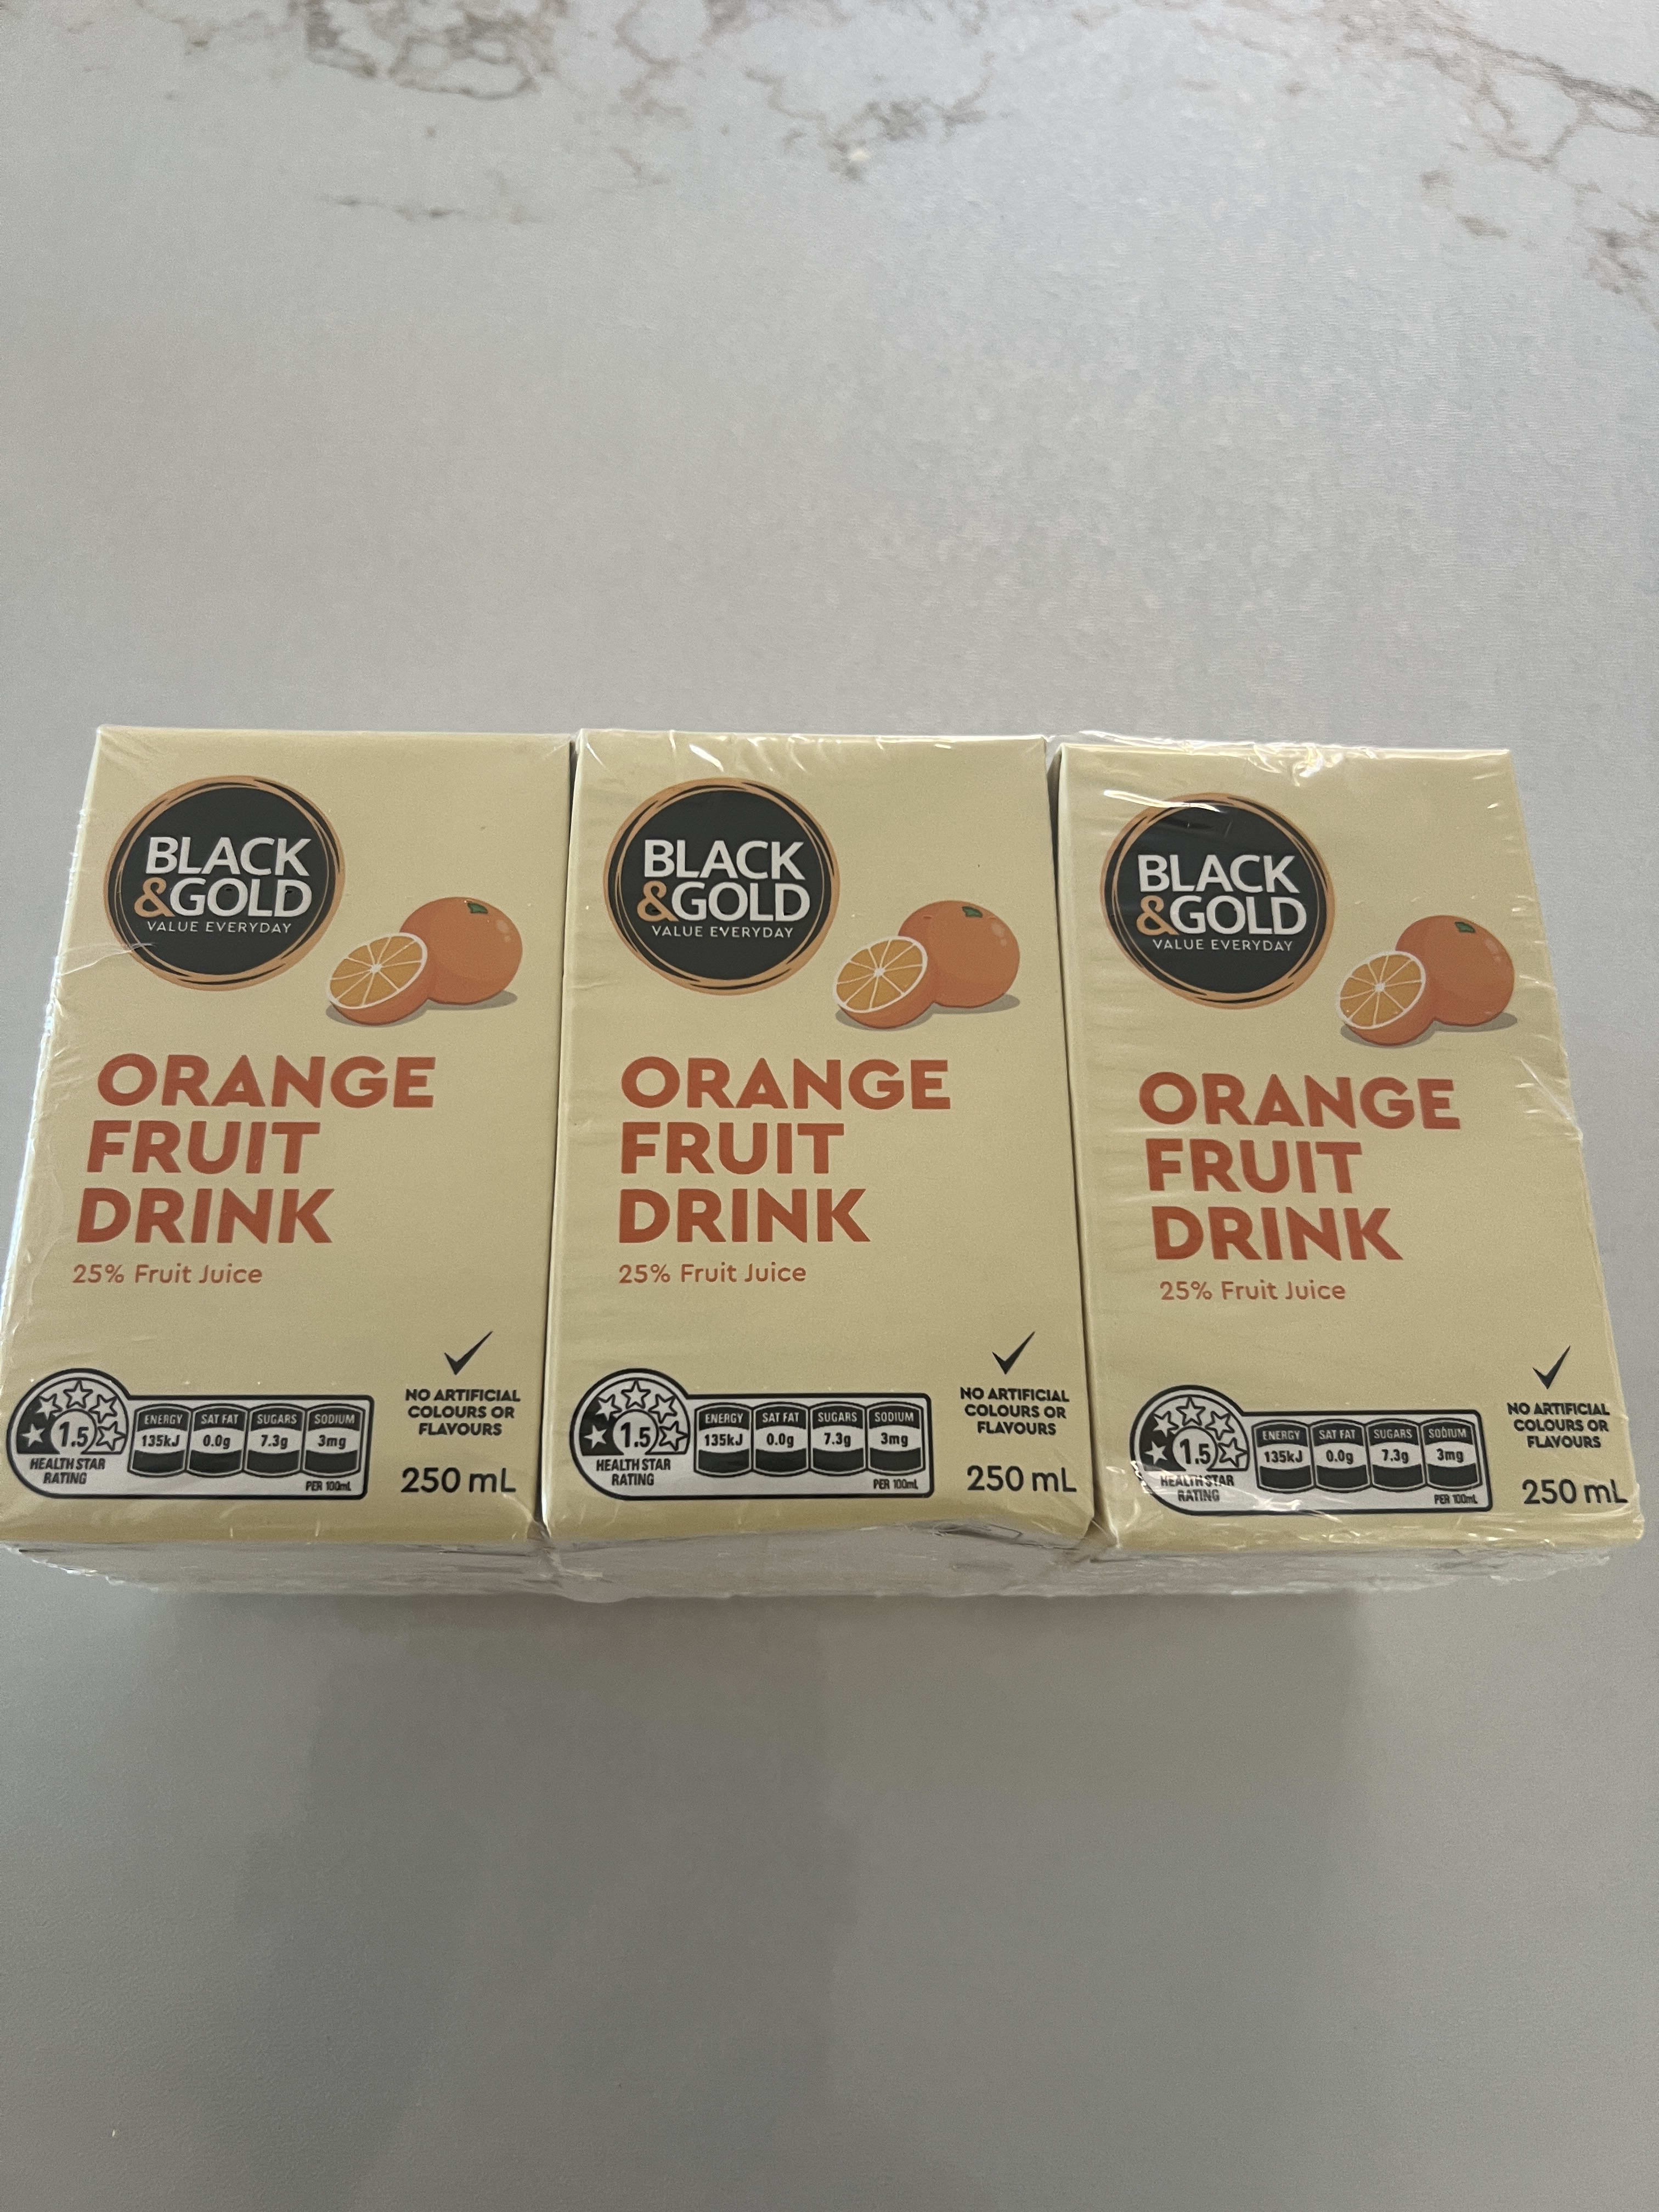 BLACK
&GOLD
VALUE EVERYDAY
ORANGE
FRUIT
DRINK
25% Fruit Juice
NO ARTIFICIAL
COLOURS OR
FLAVOURS
1.5
HEALTH STAR
RATING
ENERGY SAT FAT SUGARS SODIUM
135kJ 0.0g 7.3g 3mg
PER 100mL
250 mL
BLACK
&GOLD
VALUE EVERYDAY
ORANGE
FRUIT
DRINK
25% Fruit Juice
NO ARTIFICIAL
COLOURS OR
FLAVOURS
1.5
HEALTH STAR
RATING
ENERGY SAT FAT SUGARS SODIUM
135kJ 0.0g 7.3g 3mg
PER 100mL
250 mL
BLACK
&GOLD
VALUE EVERYDAY
ORANGE
FRUIT
DRINK
25% Fruit Juice
NO ARTIFICIAL
COLOURS OR
FLAVOURS
1.5
HEALTH STAR
RATING
ENERGY SAT FAT SUGARS SODIUM
135kJ 0.0g 7.3g 3mg
PER 100mL
250 mL